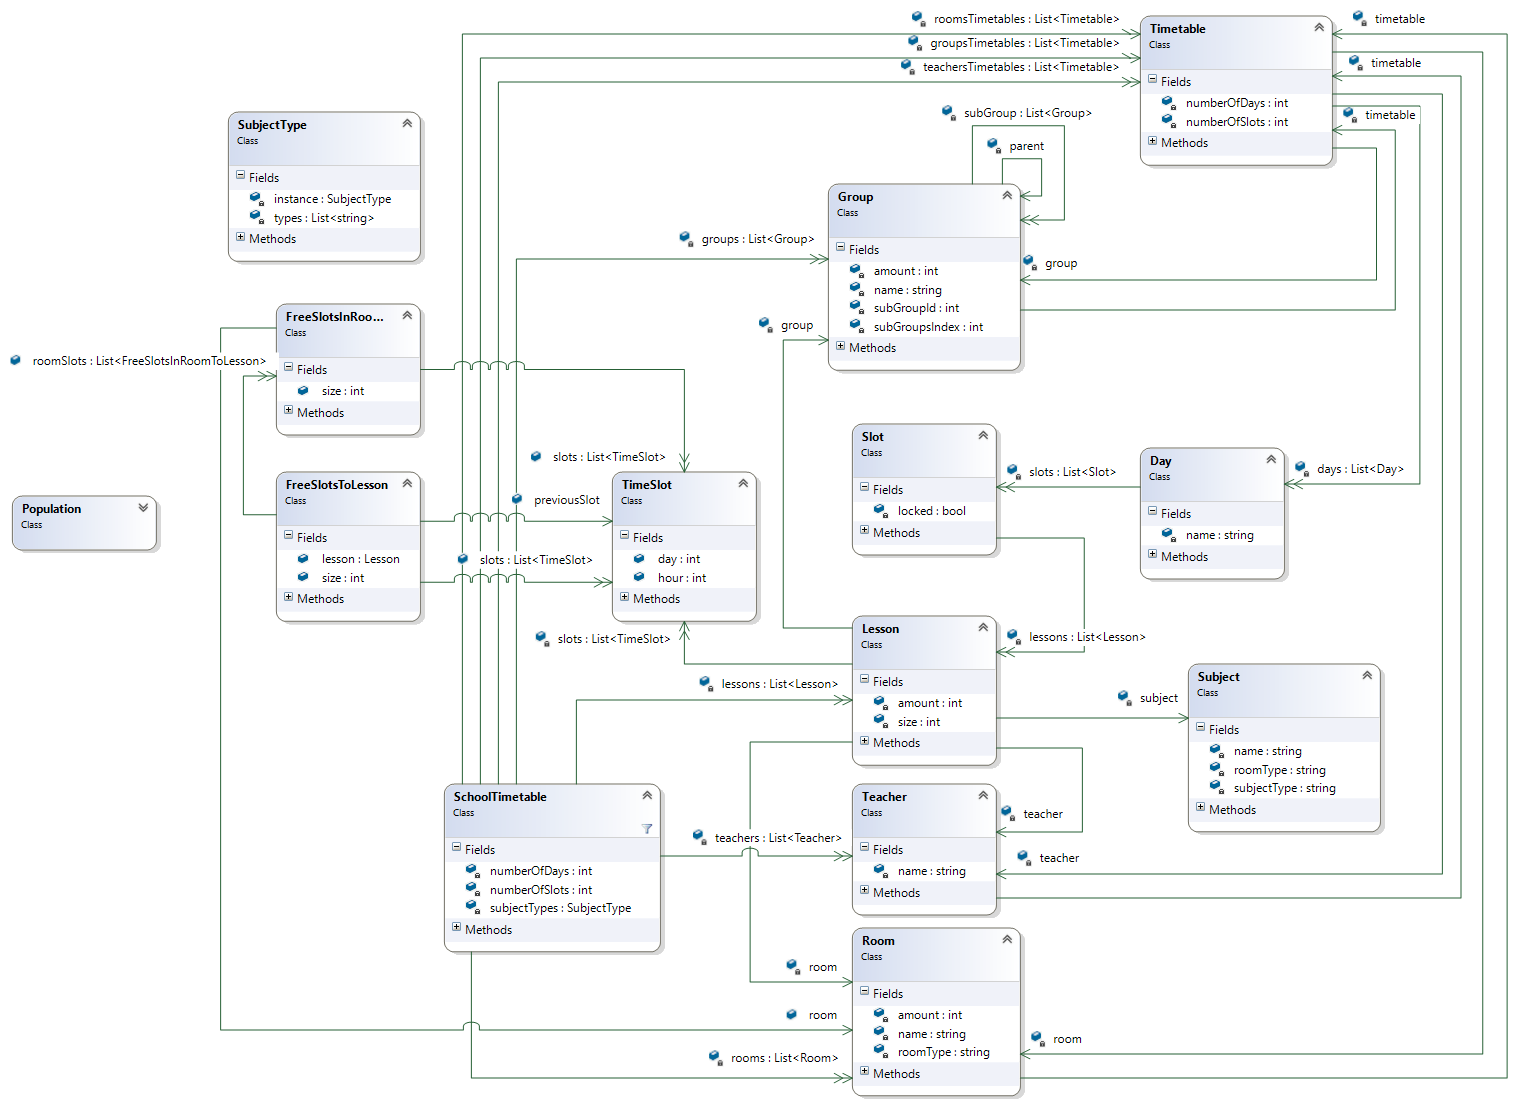 roomsTimetables : List<Timetable>
groupsTimetables : List<Timetable>
teachersTimetables : List<Timetable>
Timetable
Class
Fields
numberOfDays : int
numberOfSlots : int
Methods
timetable
timetable
timetable
SubjectType
Class
Fields
instance : SubjectType
types : List<string>
Methods
subGroup : List<Group>
parent
Group
Class
Fields
amount : int
name : string
subGroupId : int
subGroupsIndex : int
Methods
groups : List<Group>
group
group
FreeSlotsInRoo...
Class
Fields
size : int
Methods
roomSlots : List<FreeSlotsInRoomToLesson>
slots : List<TimeSlot>
previousSlot
slots : List<TimeSlot>
slots : List<TimeSlot>
FreeSlotsToLesson
Class
Fields
lesson : Lesson
size : int
Methods
Population
Class
TimeSlot
Class
Fields
day : int
hour : int
Methods
Slot
Class
Fields
locked : bool
Methods
slots : List<Slot>
Day
Class
Fields
name : string
Methods
days : List<Day>
Lesson
Class
Fields
amount : int
size : int
Methods
lessons : List<Lesson>
lessons : List<Lesson>
subject
Subject
Class
Fields
name : string
roomType : string
subjectType : string
Methods
SchoolTimetable
Class
Fields
numberOfDays : int
numberOfSlots : int
subjectTypes : SubjectType
Methods
teachers : List<Teacher>
Teacher
Class
Fields
name : string
Methods
teacher
teacher
room
room
rooms : List<Room>
Room
Class
Fields
amount : int
name : string
roomType : string
Methods
room